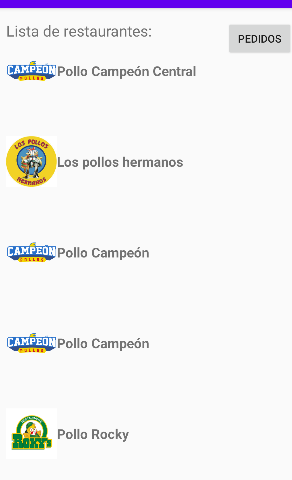 Lista de restaurantes:
PEDIDOS
CAMPEÓN
POLLOS
Pollo Campeón Central
LOS POLLOS
HERMANOS
Los pollos hermanos
CAMPEÓN
POLLOS
Pollo Campeón
CAMPEÓN
POLLOS
Pollo Campeón
ROCKY'S
Pollo Rocky